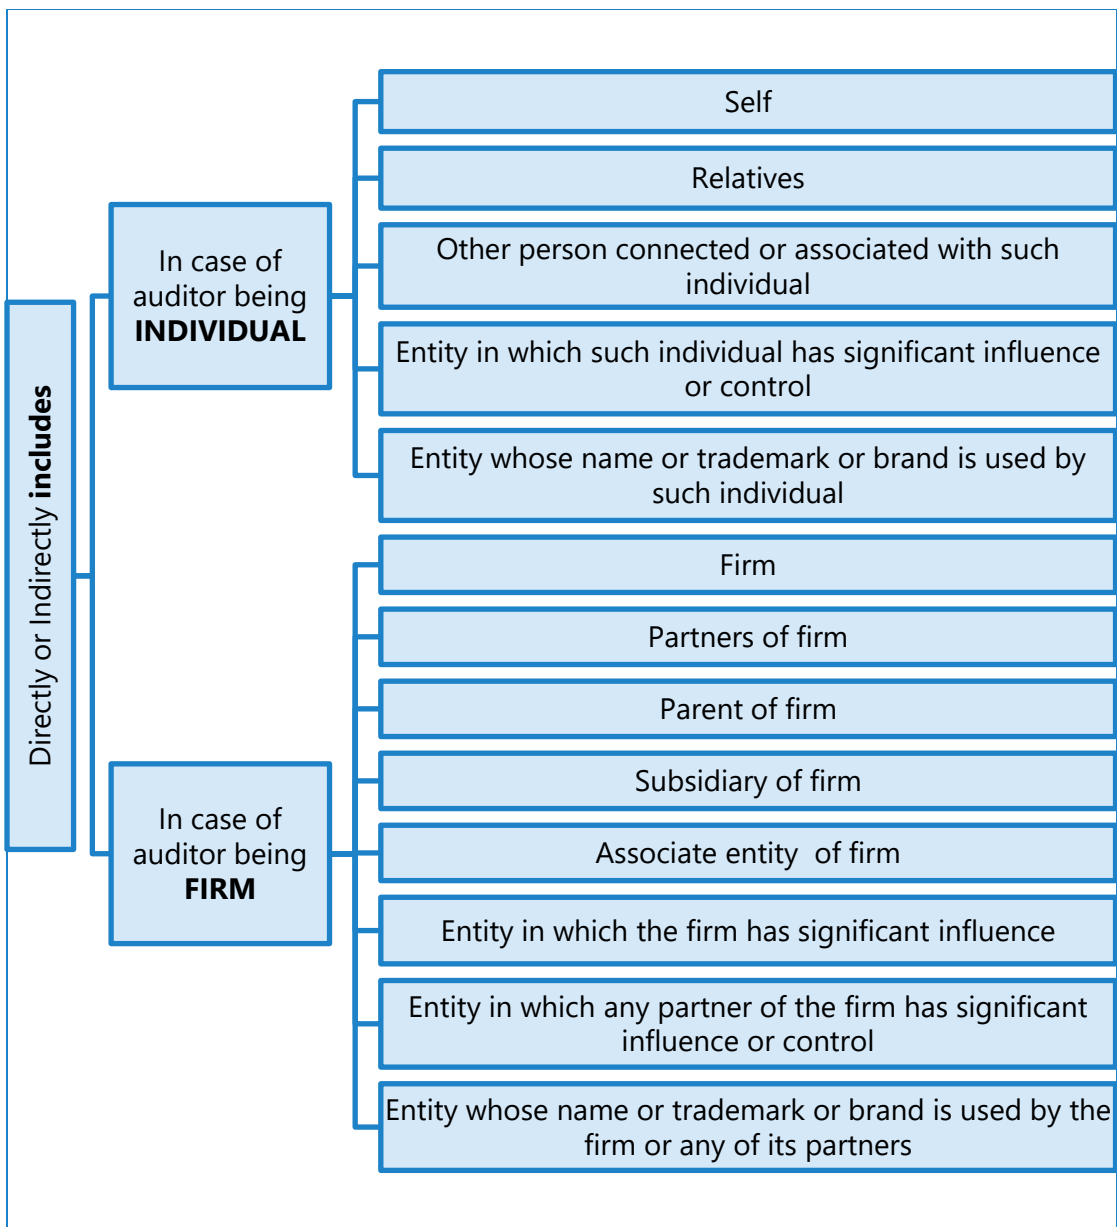 Directly or Indirectly includes
In case of
auditor being
INDIVIDUAL
Self
Relatives
Other person connected or associated with such
individual
Entity in which such individual has significant influence
or control
Entity whose name or trademark or brand is used by
such individual
In case of
auditor being
FIRM
Firm
Partners of firm
Parent of firm
Subsidiary of firm
Associate entity of firm
Entity in which the firm has significant influence
Entity in which any partner of the firm has significant
influence or control
Entity whose name or trademark or brand is used by the
firm or any of its partners